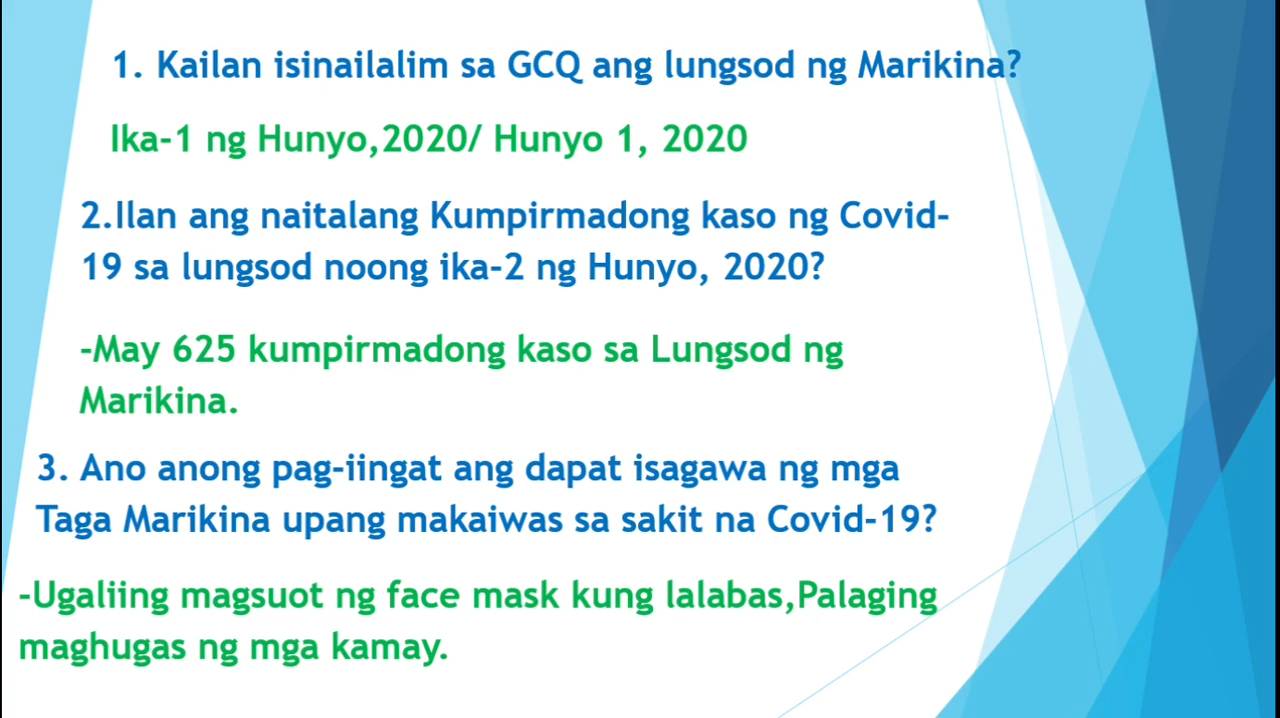 1. Kailan isinailalim sa GCQ ang lungsod ng Marikina?
Ika-1 ng Hunyo,2020/ Hunyo 1, 2020
2.Ilan ang naitalang Kumpirmadong kaso ng Covid-
19 sa lungsod noong ika-2 ng Hunyo, 2020?
-May 625 kumpirmadong kaso sa Lungsod ng
Marikina.
3. Ano anong pag-iingat ang dapat isagawa ng mga
Taga Marikina upang makaiwas sa sakit na Covid-19?
-Ugaliing magsuot ng face mask kung lalabas,Palaging
maghugas ng mga kamay.